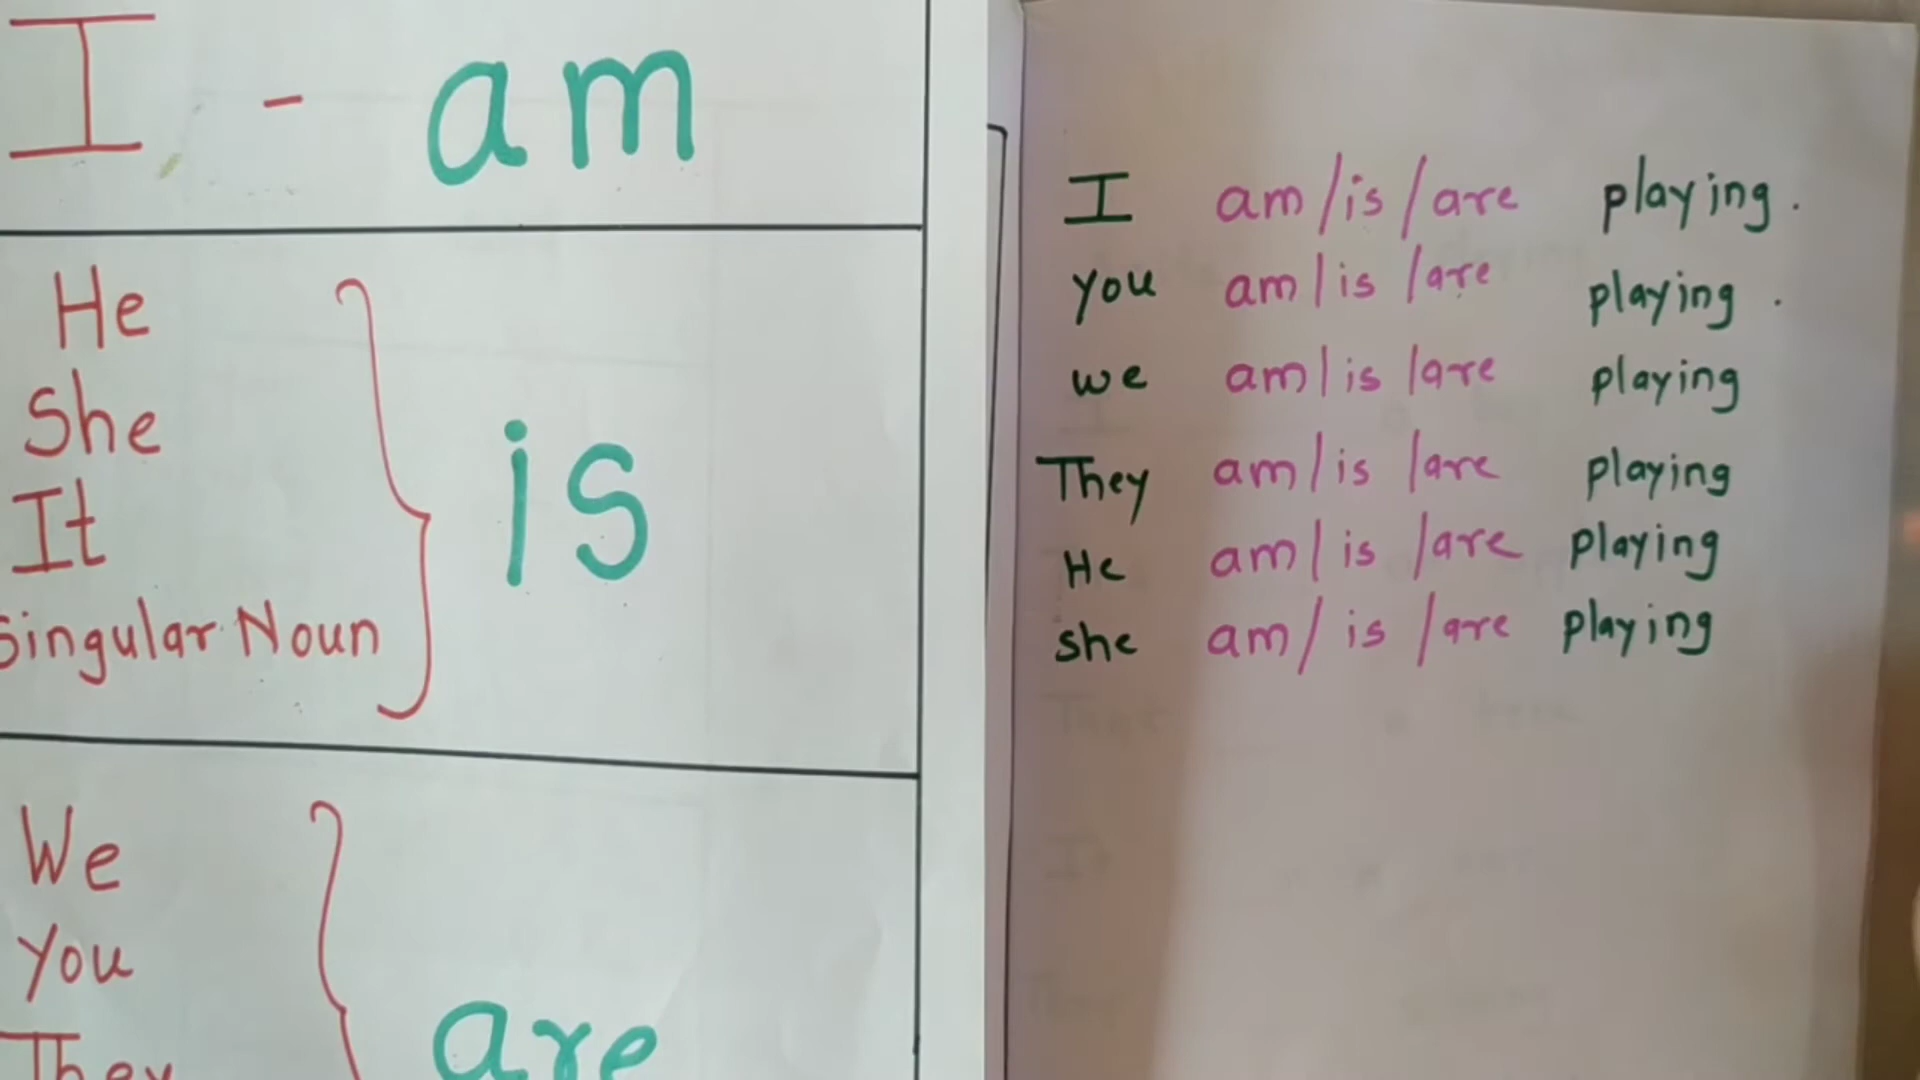 I - am
He
She
It
Singular Noun
is
We
You
They
are
I am/is/are playing.
you am/is/are playing.
we am/is/are playing
They am/is/are playing
He am/is/are playing
she am/is/are playing